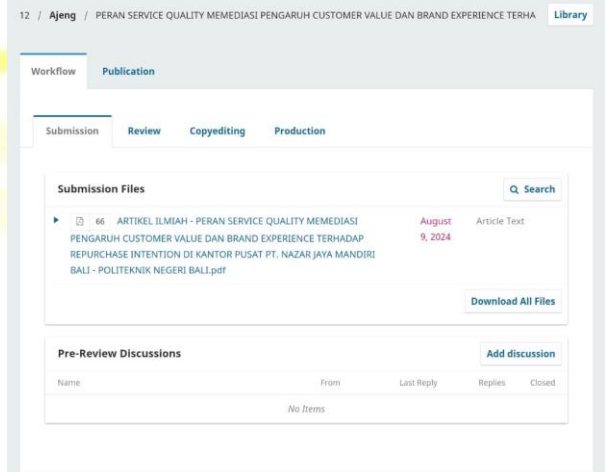 12 / Ajeng / PERAN SERVICE QUALITY MEMEDIASI PENGARUH CUSTOMER VALUE DAN BRAND EXPERIENCE TERHA Library
Workflow Publication
Submission Review Copyediting Production
Submission Files Search
66 ARTIKEL ILMIAH - PERAN SERVICE QUALITY MEMEDIASI August Article Text
PENGARUH CUSTOMER VALUE DAN BRAND EXPERIENCE TERHADAP 9, 2024
REPURCHASE INTENTION DI KANTOR PUSAT PT. NAZAR JAYA MANDIRI
BALI - POLITEKNIK NEGERI BALI.pdf
Download All Files
Pre-Review Discussions Add discussion
Name From Last Reply Replies Closed
No Items